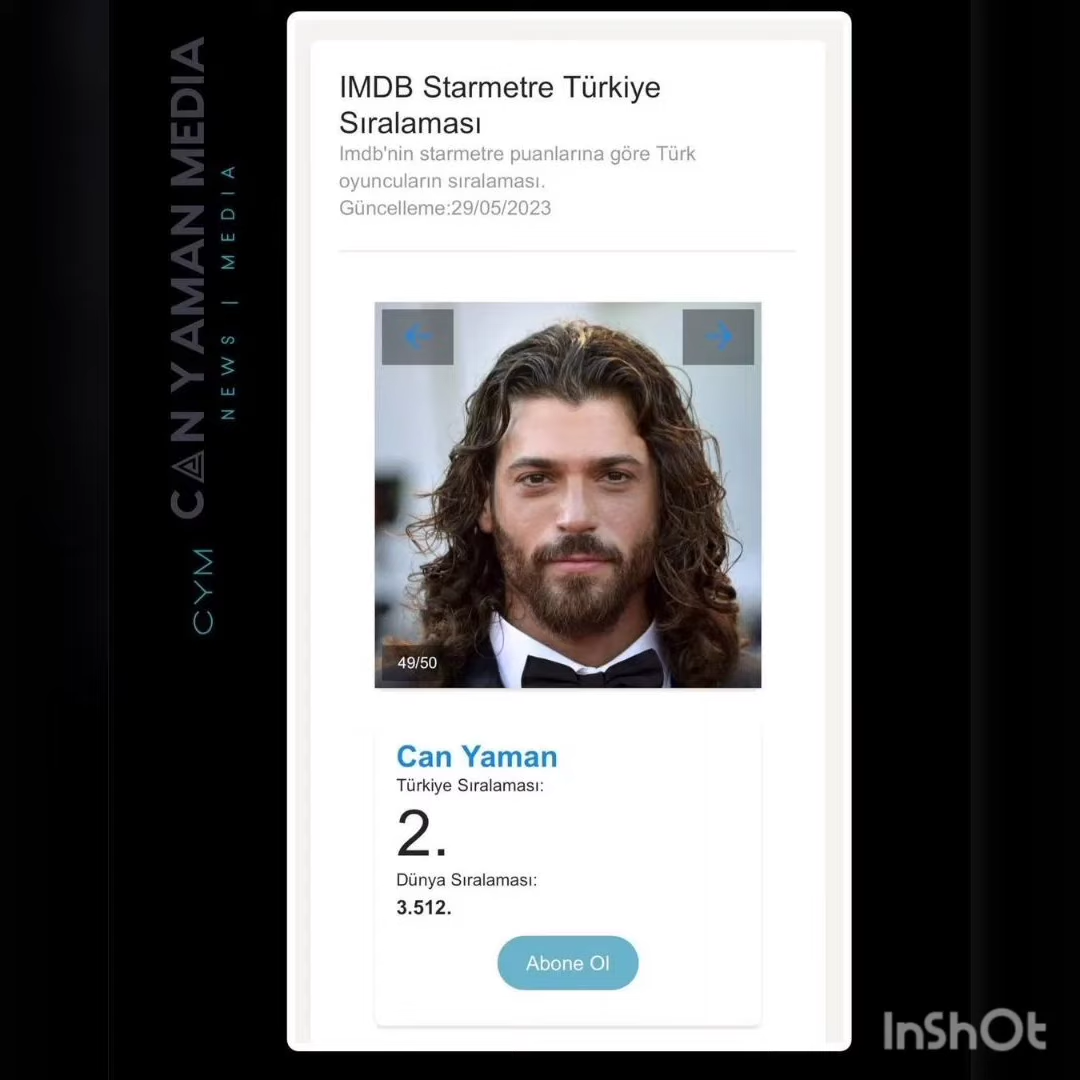 CAN YAMAN MEDIA
NEWS | MEDIA
CYM
IMDB Starmetre Türkiye
Sıralaması
Imdb'nin starmetre puanlarına göre Türk
oyuncuların sıralaması.
Güncelleme:29/05/2023
49/50
Can Yaman
Türkiye Sıralaması:
2.
Dünya Sıralaması:
3.512.
Abone Ol
InShOt